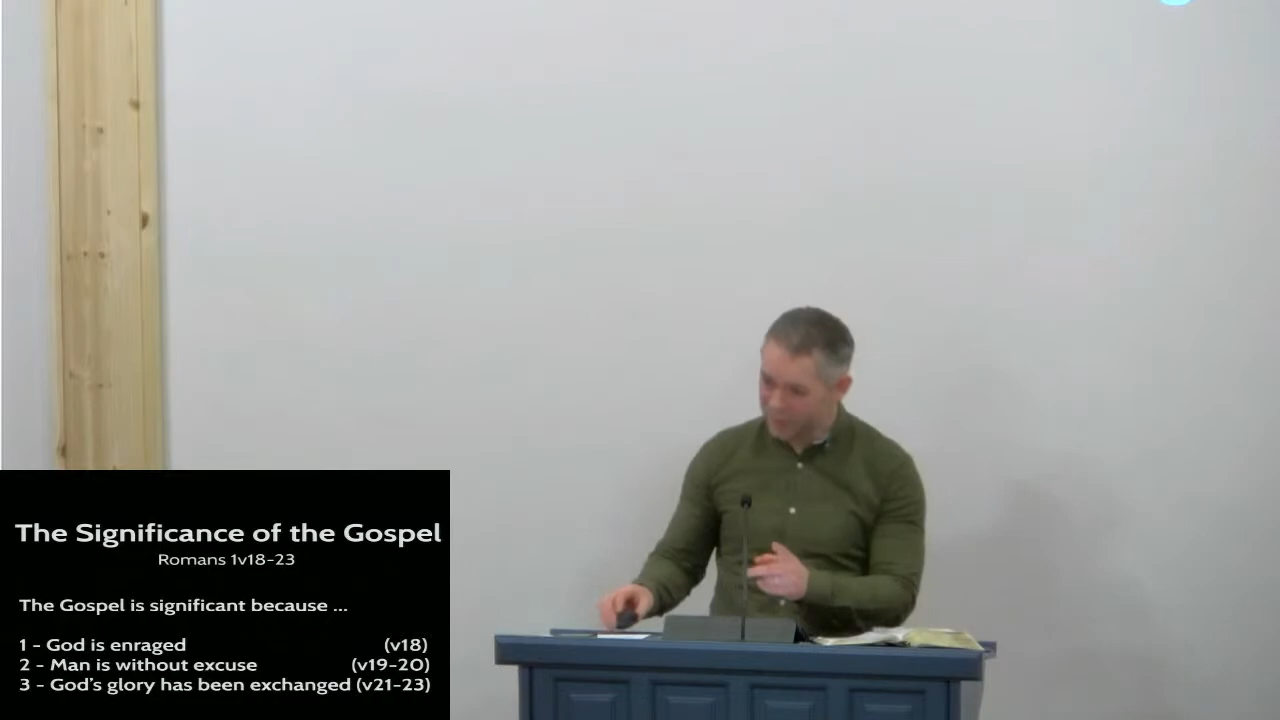 The Significance of the Gospel
Romans 1v18-23
The Gospel is significant because ...
1 - God is enraged (v18)
2 - Man is without excuse (v19-20)
3 - God's glory has been exchanged (v21-23)